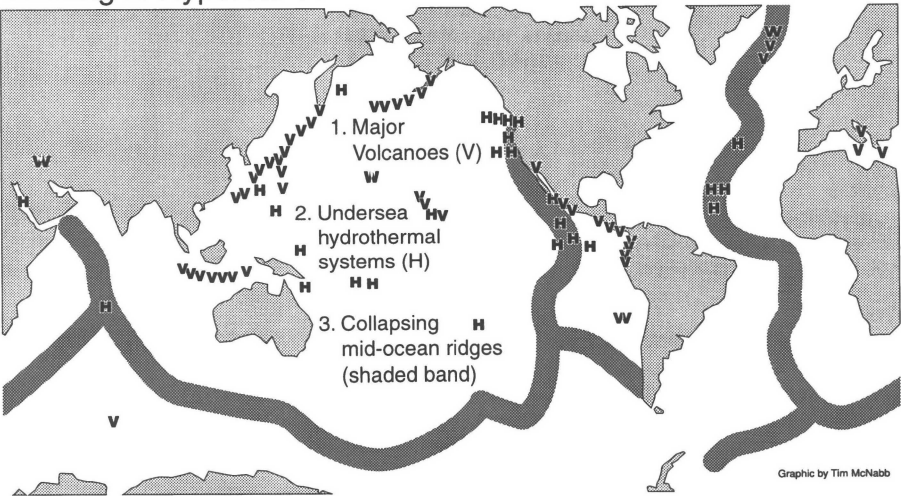 1. Major
Volcanoes (V)
2. Undersea
hydrothermal
systems (H)
3. Collapsing
mid-ocean ridges
(shaded band)
Graphic by Tim McNabb